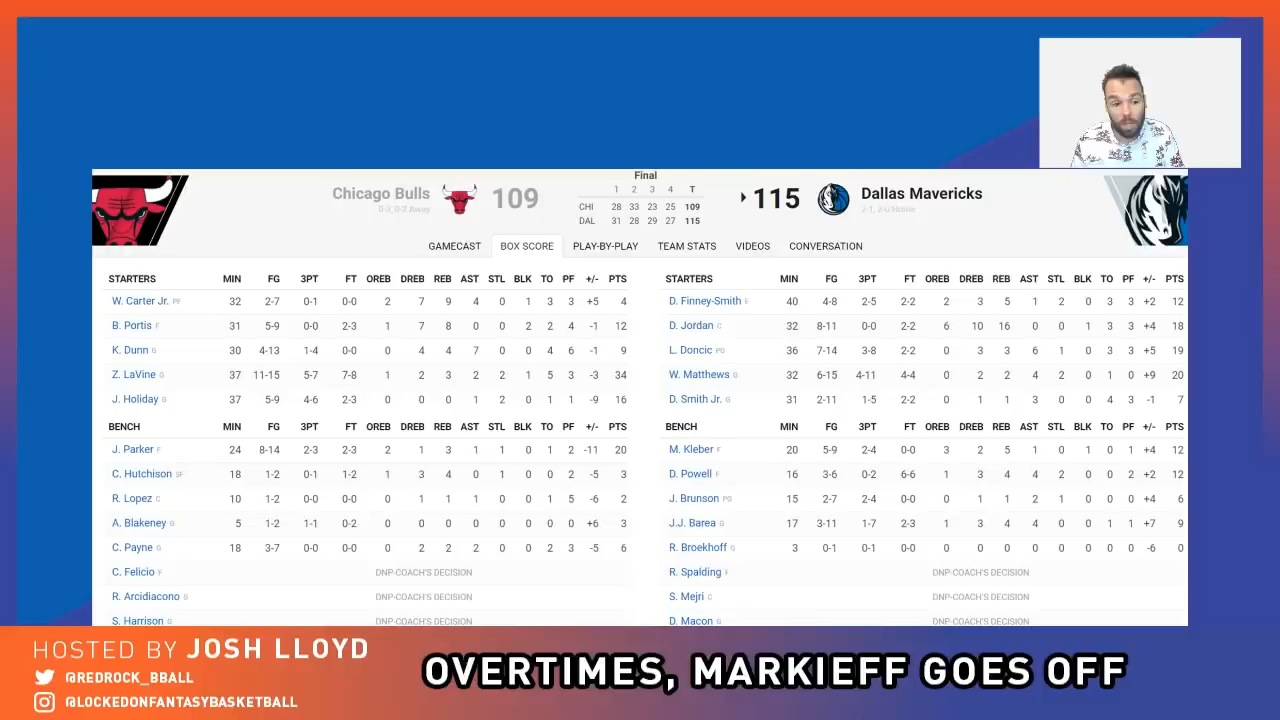 Final
Chicago Bulls 109 1 2 3 4 T 115 Dallas Mavericks
0-3, 0-2 Away CHI 28 33 23 25 109 2-1, 2-0 Home
DAL 31 28 29 27 115
GAMECAST BOX SCORE PLAY-BY-PLAY TEAM STATS VIDEOS CONVERSATION
STARTERS MIN FG 3PT FT OREB DREB REB AST STL BLK TO PF +/- PTS
W. Carter Jr. PF 32 2-7 0-1 0-0 2 7 9 4 0 1 3 3 +5 4
B. Portis F 31 5-9 0-0 2-3 1 7 8 0 0 2 2 4 -1 12
K. Dunn G 30 4-13 1-4 0-0 0 4 4 7 0 0 4 6 -1 9
Z. LaVine G 37 11-15 5-7 7-8 1 2 3 2 2 1 5 3 -3 34
J. Holiday G 37 5-9 4-6 2-3 0 0 0 1 2 0 1 1 -9 16
BENCH MIN FG 3PT FT OREB DREB REB AST STL BLK TO PF +/- PTS
J. Parker F 24 8-14 2-3 2-3 2 1 3 1 1 0 1 2 -11 20
C. Hutchison SF 18 1-2 0-1 1-2 1 3 4 0 1 0 0 2 -5 3
R. Lopez C 10 1-2 0-0 0-0 0 1 1 1 0 0 1 5 -6 2
A. Blakeney G 5 1-2 1-1 0-2 0 0 0 0 0 0 0 0 +6 3
C. Payne G 18 3-7 0-0 0-0 0 2 2 2 0 0 2 3 -5 6
C. Felicio F DNP-COACH'S DECISION
R. Arcidiacono G DNP-COACH'S DECISION
S. Harrison G DNP-COACH'S DECISION
STARTERS MIN FG 3PT FT OREB DREB REB AST STL BLK TO PF +/- PTS
D. Finney-Smith F 40 4-8 2-5 2-2 2 3 5 1 2 0 3 3 +2 12
D. Jordan C 32 8-11 0-0 2-2 6 10 16 0 0 1 3 3 +4 18
L. Doncic PG 36 7-14 3-8 2-2 0 3 3 6 1 0 3 3 +5 19
W. Matthews G 32 6-15 4-11 4-4 0 2 2 4 2 0 1 0 +9 20
D. Smith Jr. G 31 2-11 1-5 2-2 0 1 1 3 0 0 4 3 -1 7
BENCH MIN FG 3PT FT OREB DREB REB AST STL BLK TO PF +/- PTS
M. Kleber F 20 5-9 2-4 0-0 3 2 5 1 0 1 0 1 +4 12
D. Powell F 16 3-6 0-2 6-6 1 3 4 4 2 0 0 2 +2 12
J. Brunson PG 15 2-7 2-4 0-0 0 1 1 2 1 0 0 0 +4 6
J.J. Barea G 17 3-11 1-7 2-3 1 3 4 4 0 0 1 1 +7 9
R. Broekhoff G 3 0-1 0-1 0-0 0 0 0 0 0 0 0 0 -6 0
R. Spalding F DNP-COACH'S DECISION
S. Mejri C DNP-COACH'S DECISION
D. Macon G DNP-COACH'S DECISION
HOSTED BY JOSH LLOYD
@REDROCK_BBALL
@LOCKEDONFANTASYBASKETBALL
OVERTIMES, MARKIEFF GOES OFF